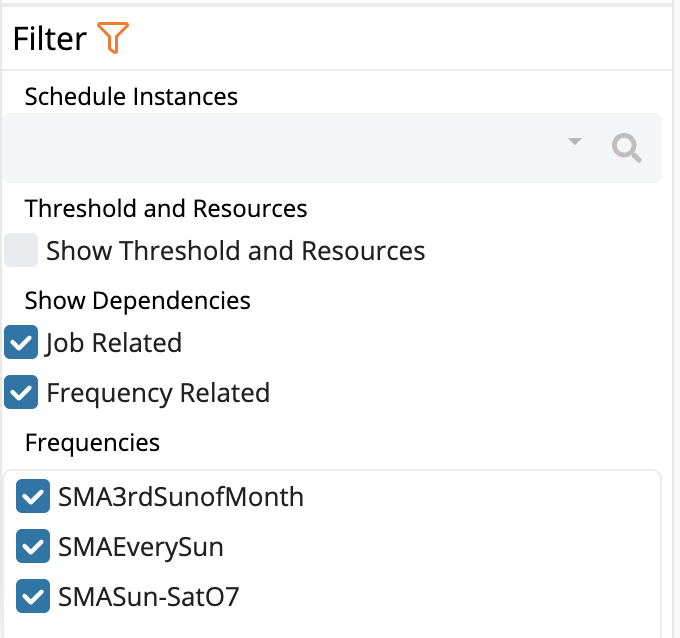 Filter
Schedule Instances
Threshold and Resources
Show Threshold and Resources
Show Dependencies
Job Related
Frequency Related
Frequencies
SMA3rdSunofMonth
SMAEverySun
SMASun-SatO7